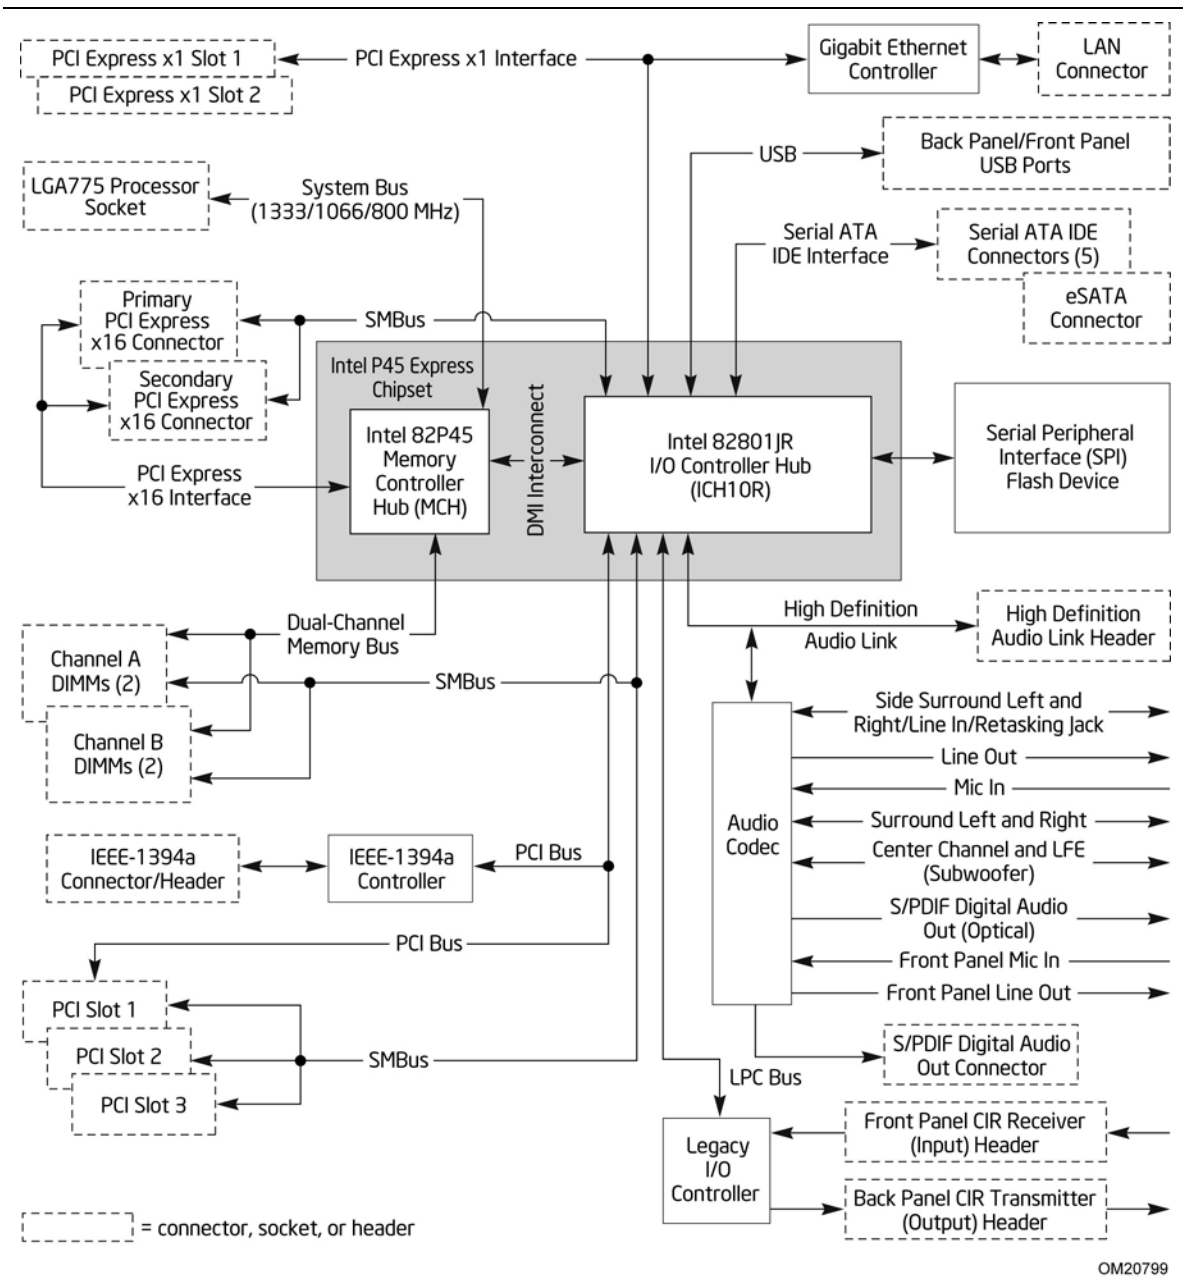 PCI Express x1 Slot 1
PCI Express x1 Slot 2
PCI Express x1 Interface
Gigabit Ethernet
Controller
LAN
Connector
USB
Back Panel/Front Panel
USB Ports
LGA775 Processor
Socket
System Bus
(1333/1066/800 MHz)
Serial ATA
IDE Interface
Serial ATA IDE
Connectors (5)
eSATA
Connector
Primary
PCI Express
x16 Connector
SMBus
Secondary
PCI Express
x16 Connector
PCI Express
x16 Interface
Intel P45 Express
Chipset
Intel 82P45
Memory
Controller
Hub (MCH)
DMI Interconnect
Intel 82801JR
I/O Controller Hub
(ICH10R)
Serial Peripheral
Interface (SPI)
Flash Device
Dual-Channel
Memory Bus
Channel A
DIMMs (2)
SMBus
Channel B
DIMMs (2)
High Definition
Audio Link
High Definition
Audio Link Header
Audio
Codec
Side Surround Left and
Right/Line In/Retasking Jack
Line Out
Mic In
Surround Left and Right
Center Channel and LFE
(Subwoofer)
S/PDIF Digital Audio
Out (Optical)
Front Panel Mic In
Front Panel Line Out
S/PDIF Digital Audio
Out Connector
IEEE-1394a
Connector/Header
IEEE-1394a
Controller
PCI Bus
PCI Bus
PCI Slot 1
PCI Slot 2
PCI Slot 3
SMBus
LPC Bus
Legacy
I/O
Controller
Front Panel CIR Receiver
(Input) Header
Back Panel CIR Transmitter
(Output) Header
= connector, socket, or header
OM20799